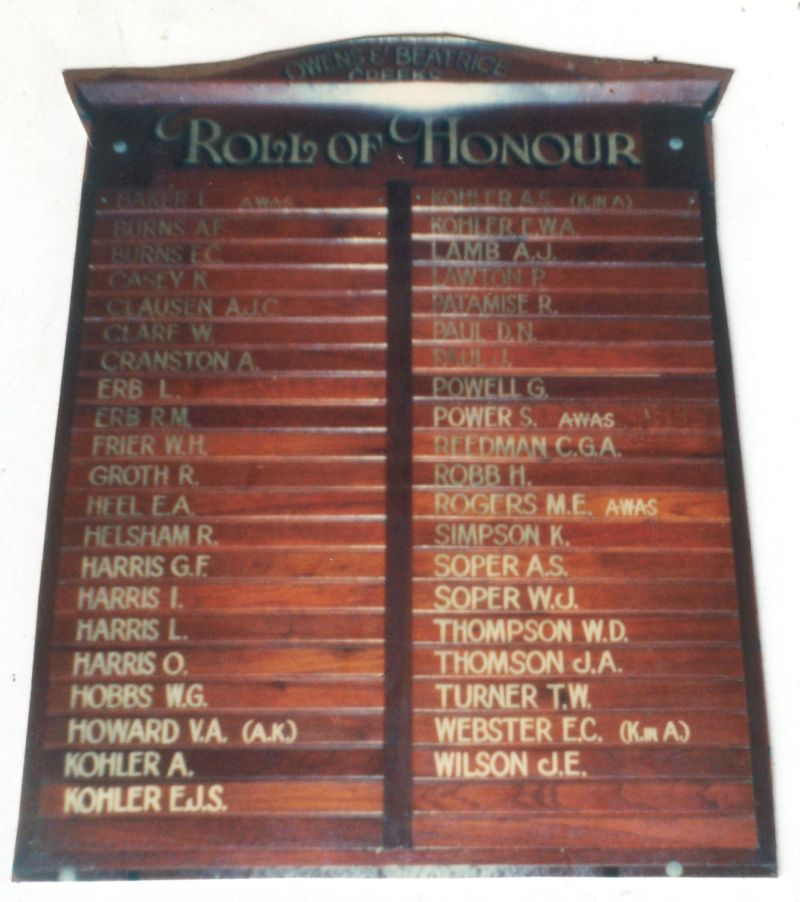 OWENS & BEATRICE
CREEKS
ROLL OF HONOUR
BAKER I. AWAS
BURNS A.F.
BURNS F.C.
CASEY K.
CLAUSEN A.J.C.
CLARE W.
CRANSTON A.
ERB L.
ERB R.M.
FRIER W.H.
GROTH R.
HEEL E.A.
HELSHAM R.
HARRIS G.F.
HARRIS I.
HARRIS L.
HARRIS O.
HOBBS W.G.
HOWARD V.A. (A.K.)
KOHLER A.
KOHLER E.J.S.
KOHLER A.S. (K.IN A)
KOHLER E.W.A.
LAMB A.J.
LAWTON P.
PATAMISE R.
PAUL D.N.
PAUL J.
POWELL G.
POWER S. AWAS
REEDMAN C.G.A.
ROBB H.
ROGERS M.E. AWAS
SIMPSON K.
SOPER A.S.
SOPER W.J.
THOMPSON W.D.
THOMSON J.A.
TURNER T.W.
WEBSTER E.C. (K.IN A.)
WILSON J.E.